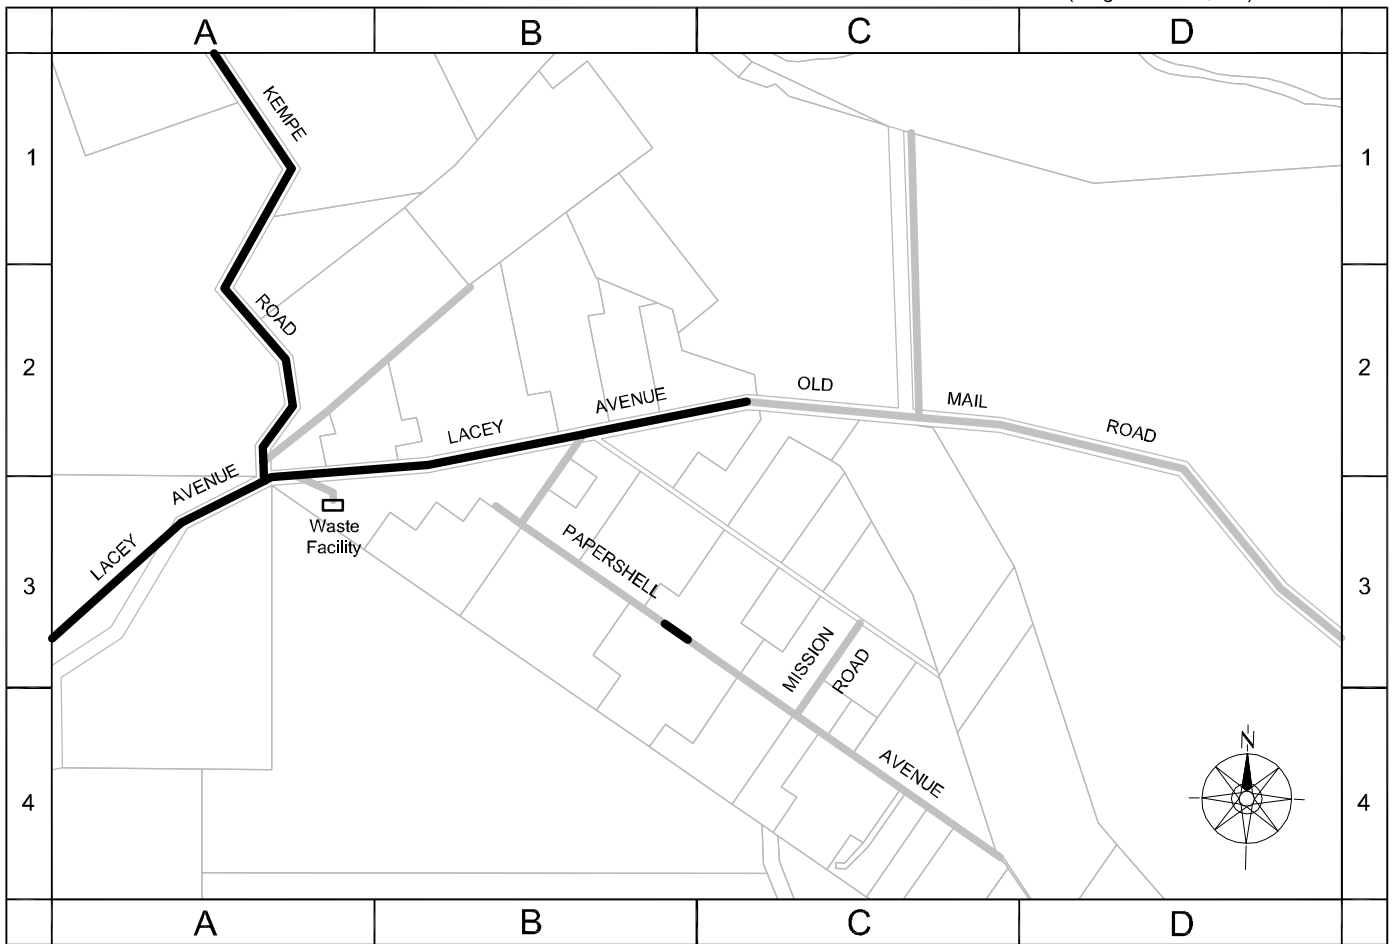 A B C D
1 1
KEMPE
ROAD
2 2
OLD
MAIL
ROAD
AVENUE
LACEY
AVENUE
LACEY
Waste
Facility
PAPERSHELL
3 3
MISSION
ROAD
AVENUE
N
4 4
A B C D